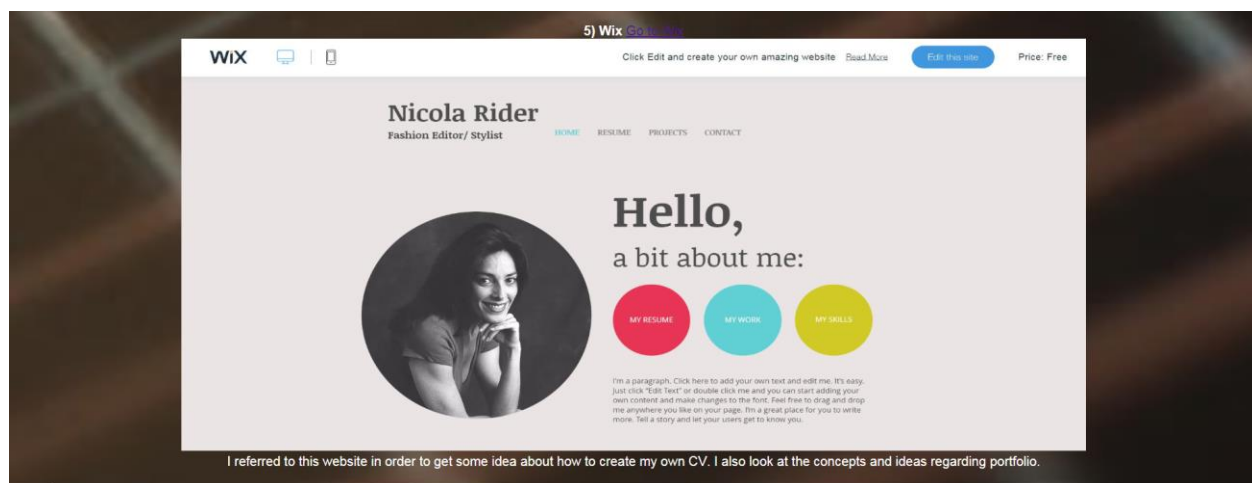 5) Wix Go to Wix
WiX Click Edit and create your own amazing website Read More Edit this site Price: Free
Nicola Rider
Fashion Editor/ Stylist
HOME RESUME PROJECTS CONTACT
Hello,
a bit about me:
MY RESUME MY WORK MY SKILLS
I'm a paragraph. Click here to add your own text and edit me. It's easy.
Just click "Edit Text" or double click me and you can start adding your
own content and make changes to the font. Feel free to drag and drop
me anywhere you like on your page. I'm a great place for you to write
more. Tell a story and let your users get to know you.
I referred to this website in order to get some idea about how to create my own CV. I also look at the concepts and ideas regarding portfolio.